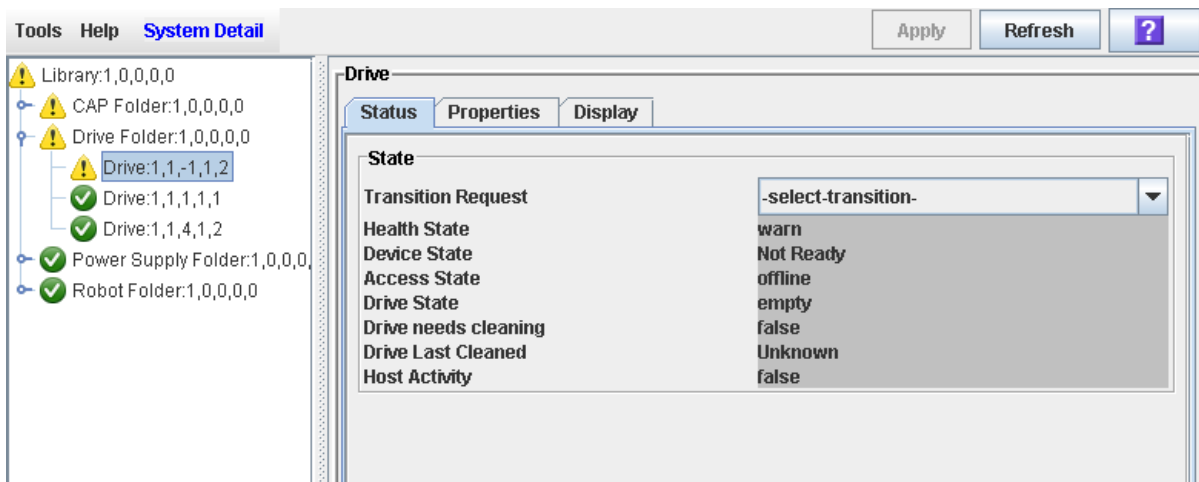 Tools Help System Detail
Apply Refresh ?
Library:1,0,0,0,0
CAP Folder:1,0,0,0,0
Drive Folder:1,0,0,0,0
Drive:1,1,-1,1,2
Drive:1,1,1,1,1
Drive:1,1,4,1,2
Power Supply Folder:1,0,0,0,
Robot Folder:1,0,0,0,0
Drive
Status Properties Display
State
Transition Request -select-transition-
Health State warn
Device State Not Ready
Access State offline
Drive State empty
Drive needs cleaning false
Drive Last Cleaned Unknown
Host Activity false